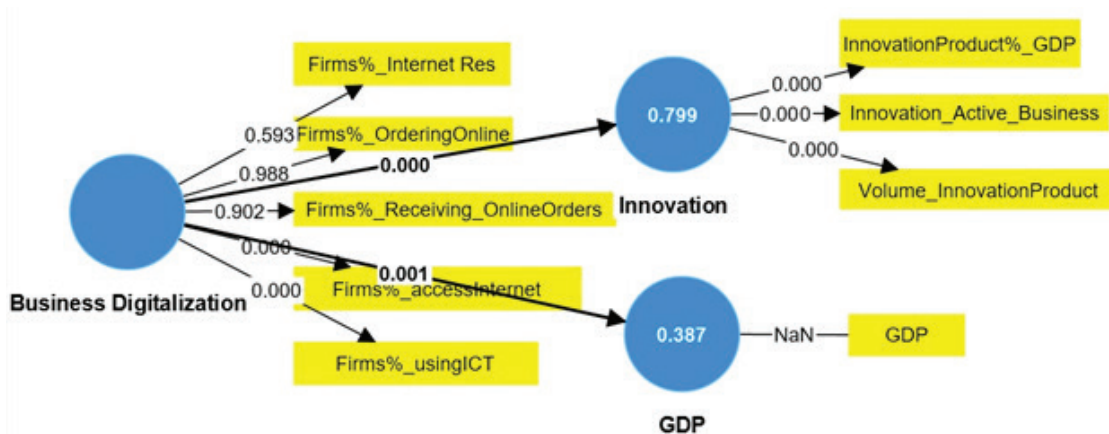 InnovationProduct%_GDP
Firms%_Internet Res
0.000
0.593
0.000
Innovation_Active_Business
0.799
Firms%_OrderingOnline
0.988
0.000
0.000
Volume_InnovationProduct
0.902
Firms%_Receiving_OnlineOrders
Innovation
0.000
0.001
Firms%_accessInternet
Business Digitalization
0.000
0.387
NaN
GDP
Firms%_usingICT
GDP